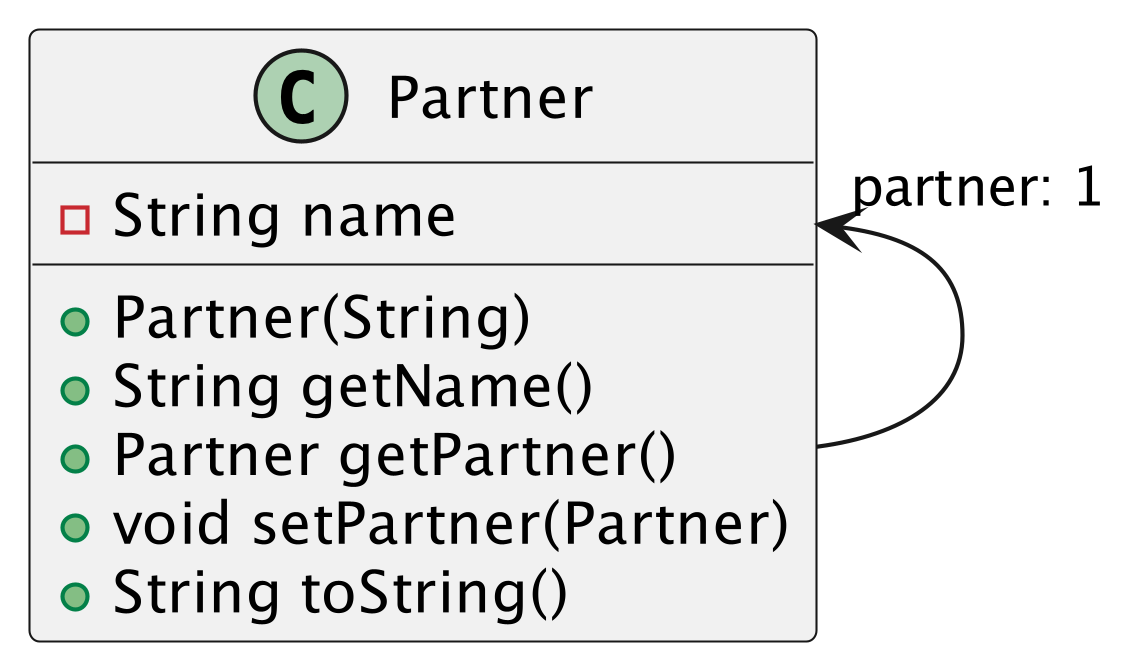 C Partner
String name
partner: 1
Partner(String)
String getName()
Partner getPartner()
void setPartner(Partner)
String toString()